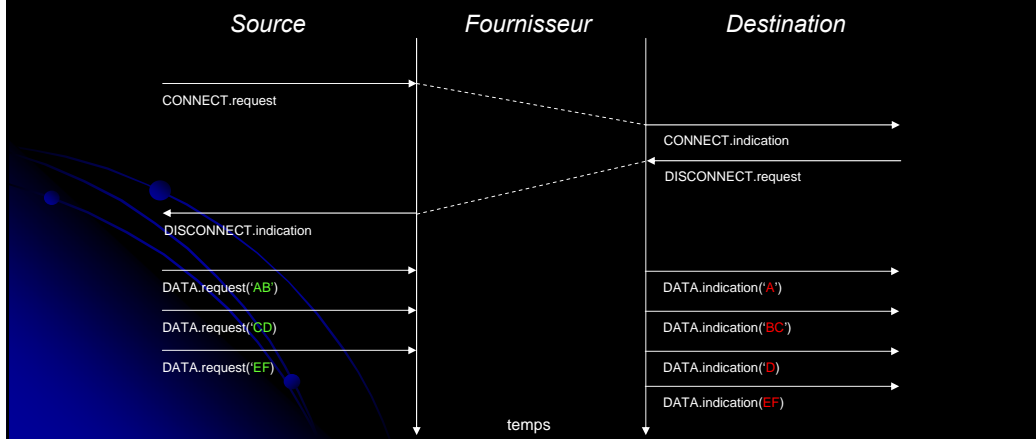 Source Fournisseur Destination
CONNECT.request
CONNECT.indication
DISCONNECT.request
DISCONNECT.indication
DATA.request(‘AB’) DATA.indication(‘A’)
DATA.request(‘CD) DATA.indication(‘BC’)
DATA.request(‘EF) DATA.indication(‘D)
DATA.indication(EF)
temps